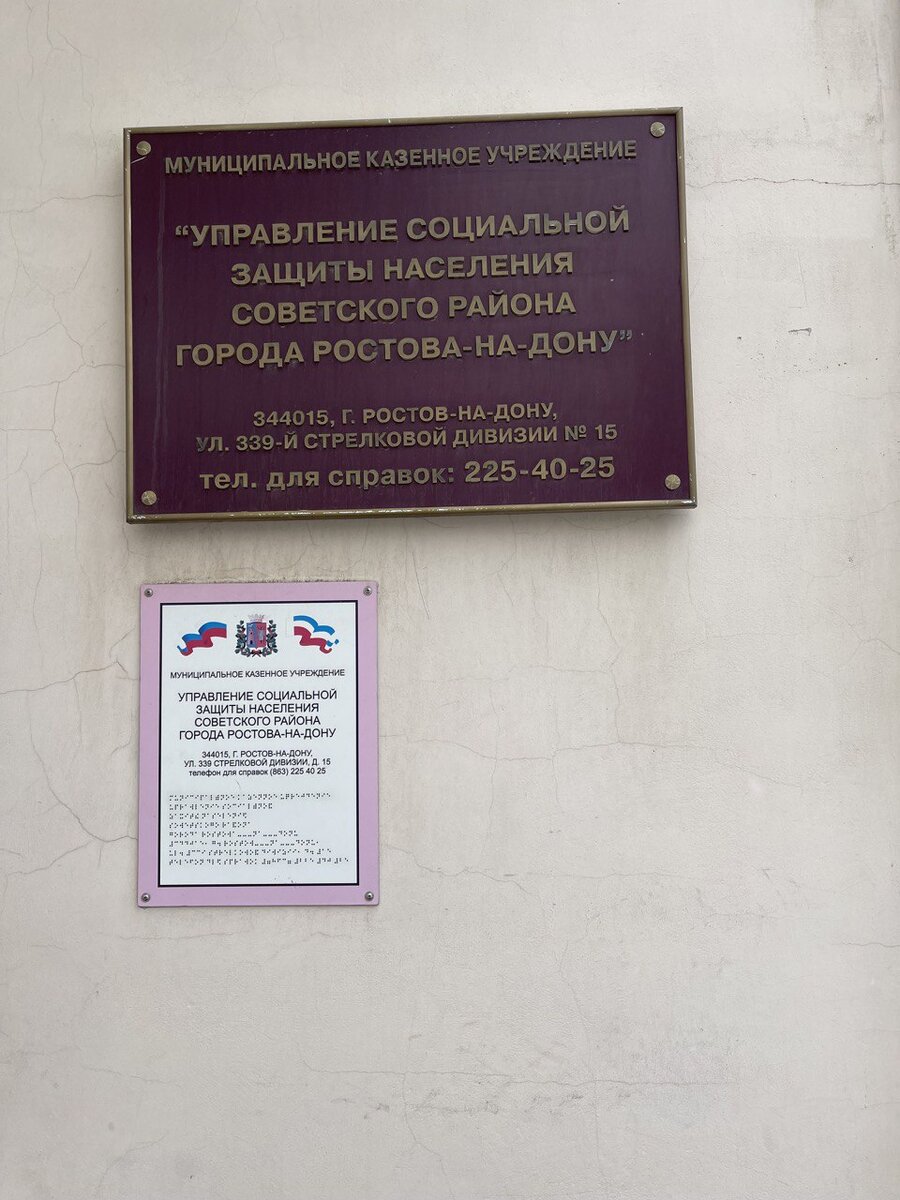 МУНИЦИПАЛЬНОЕ КАЗЕННОЕ УЧРЕЖДЕНИЕ
“УПРАВЛЕНИЕ СОЦИАЛЬНОЙ
ЗАЩИТЫ НАСЕЛЕНИЯ
СОВЕТСКОГО РАЙОНА
ГОРОДА РОСТОВА-НА-ДОНУ”
344015, Г. РОСТОВ-НА-ДОНУ,
УЛ. 339-Й СТРЕЛКОВОЙ ДИВИЗИИ № 15
тел. для справок: 225-40-25
МУНИЦИПАЛЬНОЕ КАЗЕННОЕ УЧРЕЖДЕНИЕ
УПРАВЛЕНИЕ СОЦИАЛЬНОЙ
ЗАЩИТЫ НАСЕЛЕНИЯ
СОВЕТСКОГО РАЙОНА
ГОРОДА РОСТОВА-НА-ДОНУ
344015, Г. РОСТОВ-НА-ДОНУ,
УЛ. 339 СТРЕЛКОВОЙ ДИВИЗИИ, Д. 15
телефон для справок (863) 225 40 25